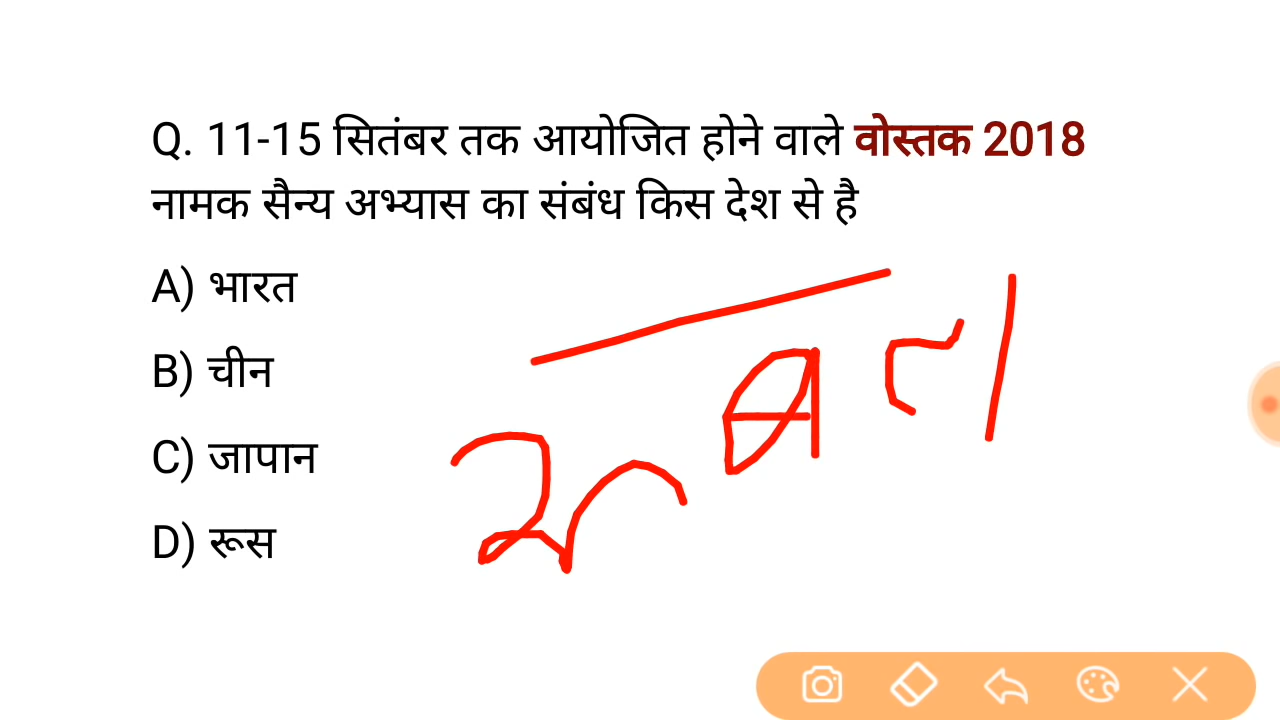 Q. 11-15 सितंबर तक आयोजित होने वाले वोस्तक 2018
नामक सैन्य अभ्यास का संबंध किस देश से है
A) भारत
B) चीन
C) जापान
D) रूस